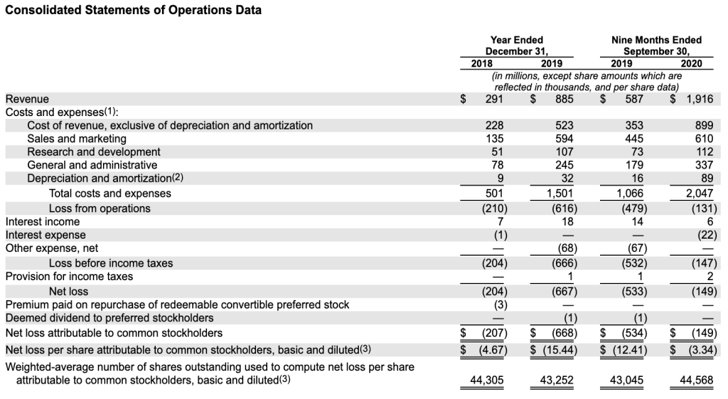 Consolidated Statements of Operations Data
Year Ended Nine Months Ended
December 31, September 30,
2018 2019 2019 2020
(in millions, except share amounts which are
reflected in thousands, and per share data)
Revenue $ 291 $ 885 $ 587 $ 1,916
Costs and expenses(1):
Cost of revenue, exclusive of depreciation and amortization 228 523 353 899
Sales and marketing 135 594 445 610
Research and development 51 107 73 112
General and administrative 78 245 179 337
Depreciation and amortization(2) 9 32 16 89
Total costs and expenses 501 1,501 1,066 2,047
Loss from operations (210) (616) (479) (131)
Interest income 7 18 14 6
Interest expense (1) — — (22)
Other expense, net — (68) (67) —
Loss before income taxes (204) (666) (532) (147)
Provision for income taxes — 1 1 2
Net loss (204) (667) (533) (149)
Premium paid on repurchase of redeemable convertible preferred stock (3) — — —
Deemed dividend to preferred stockholders — (1) (1) —
Net loss attributable to common stockholders $ (207) $ (668) $ (534) $ (149)
Net loss per share attributable to common stockholders, basic and diluted(3) $ (4.67) $ (15.44) $ (12.41) $ (3.34)
Weighted-average number of shares outstanding used to compute net loss per share
attributable to common stockholders, basic and diluted(3) 44,305 43,252 43,045 44,568